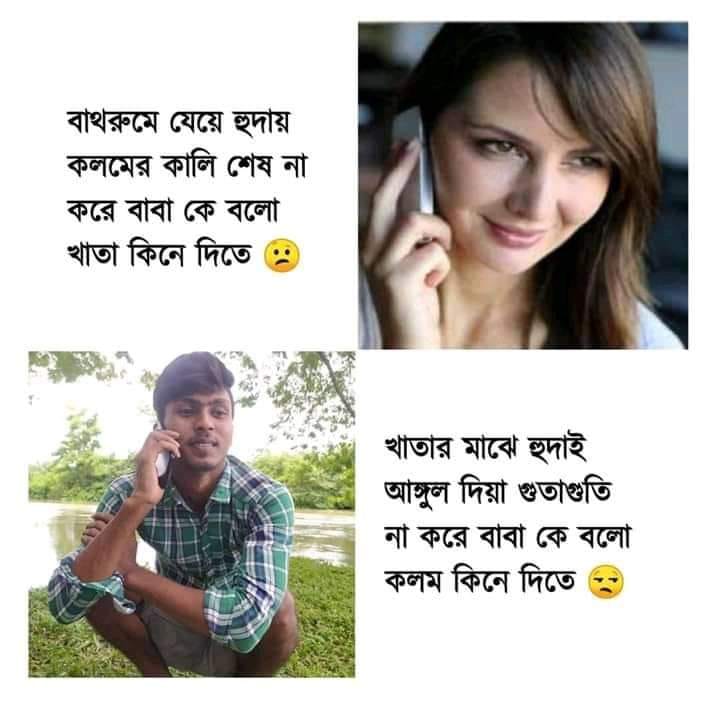 বাথরুমে যেয়ে হুদায়
কলমের কালি শেষ না
করে বাবা কে বলো
খাতা কিনে দিতে 😟
খাতার মাঝে হুদাই
আঙ্গুল দিয়া গুতাগুতি
না করে বাবা কে বলো
কলম কিনে দিতে 😒